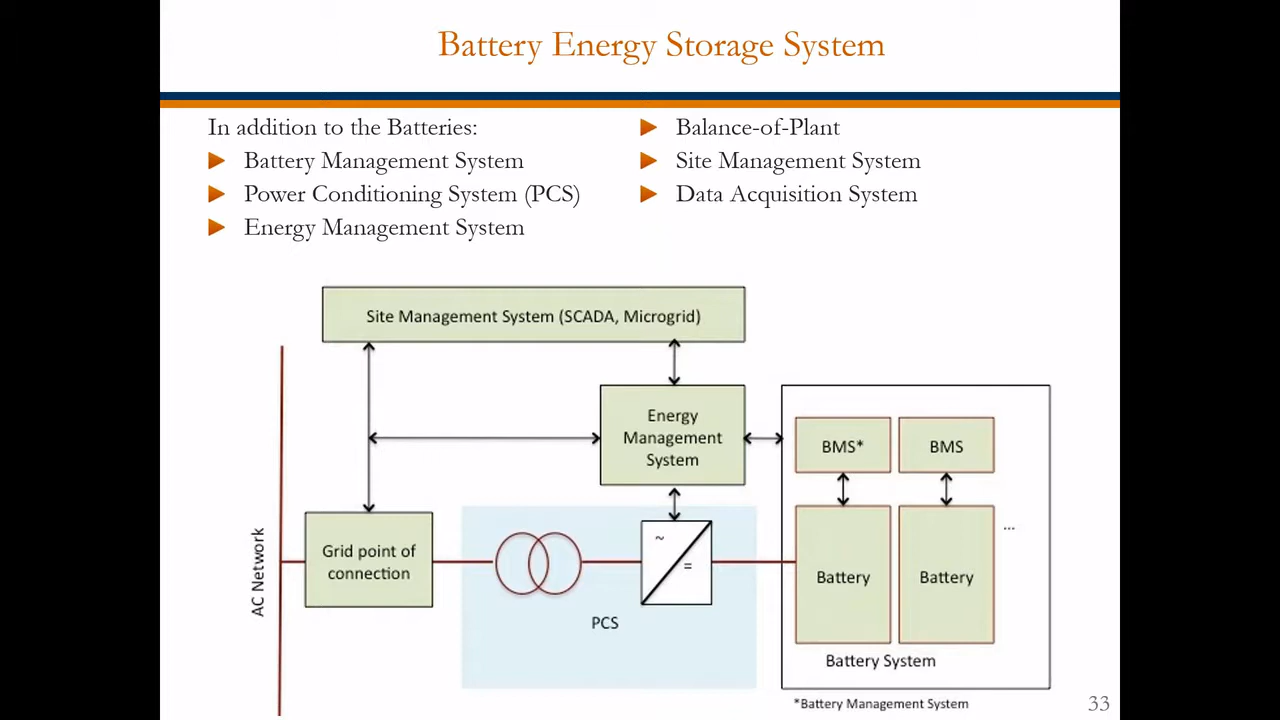 Battery Energy Storage System
In addition to the Batteries:
Battery Management System
Power Conditioning System (PCS)
Energy Management System
Balance-of-Plant
Site Management System
Data Acquisition System
Site Management System (SCADA, Microgrid)
Energy
Management
System
BMS*
BMS
AC Network
Grid point of
connection
~
=
PCS
Battery
Battery
...
Battery System
*Battery Management System
33